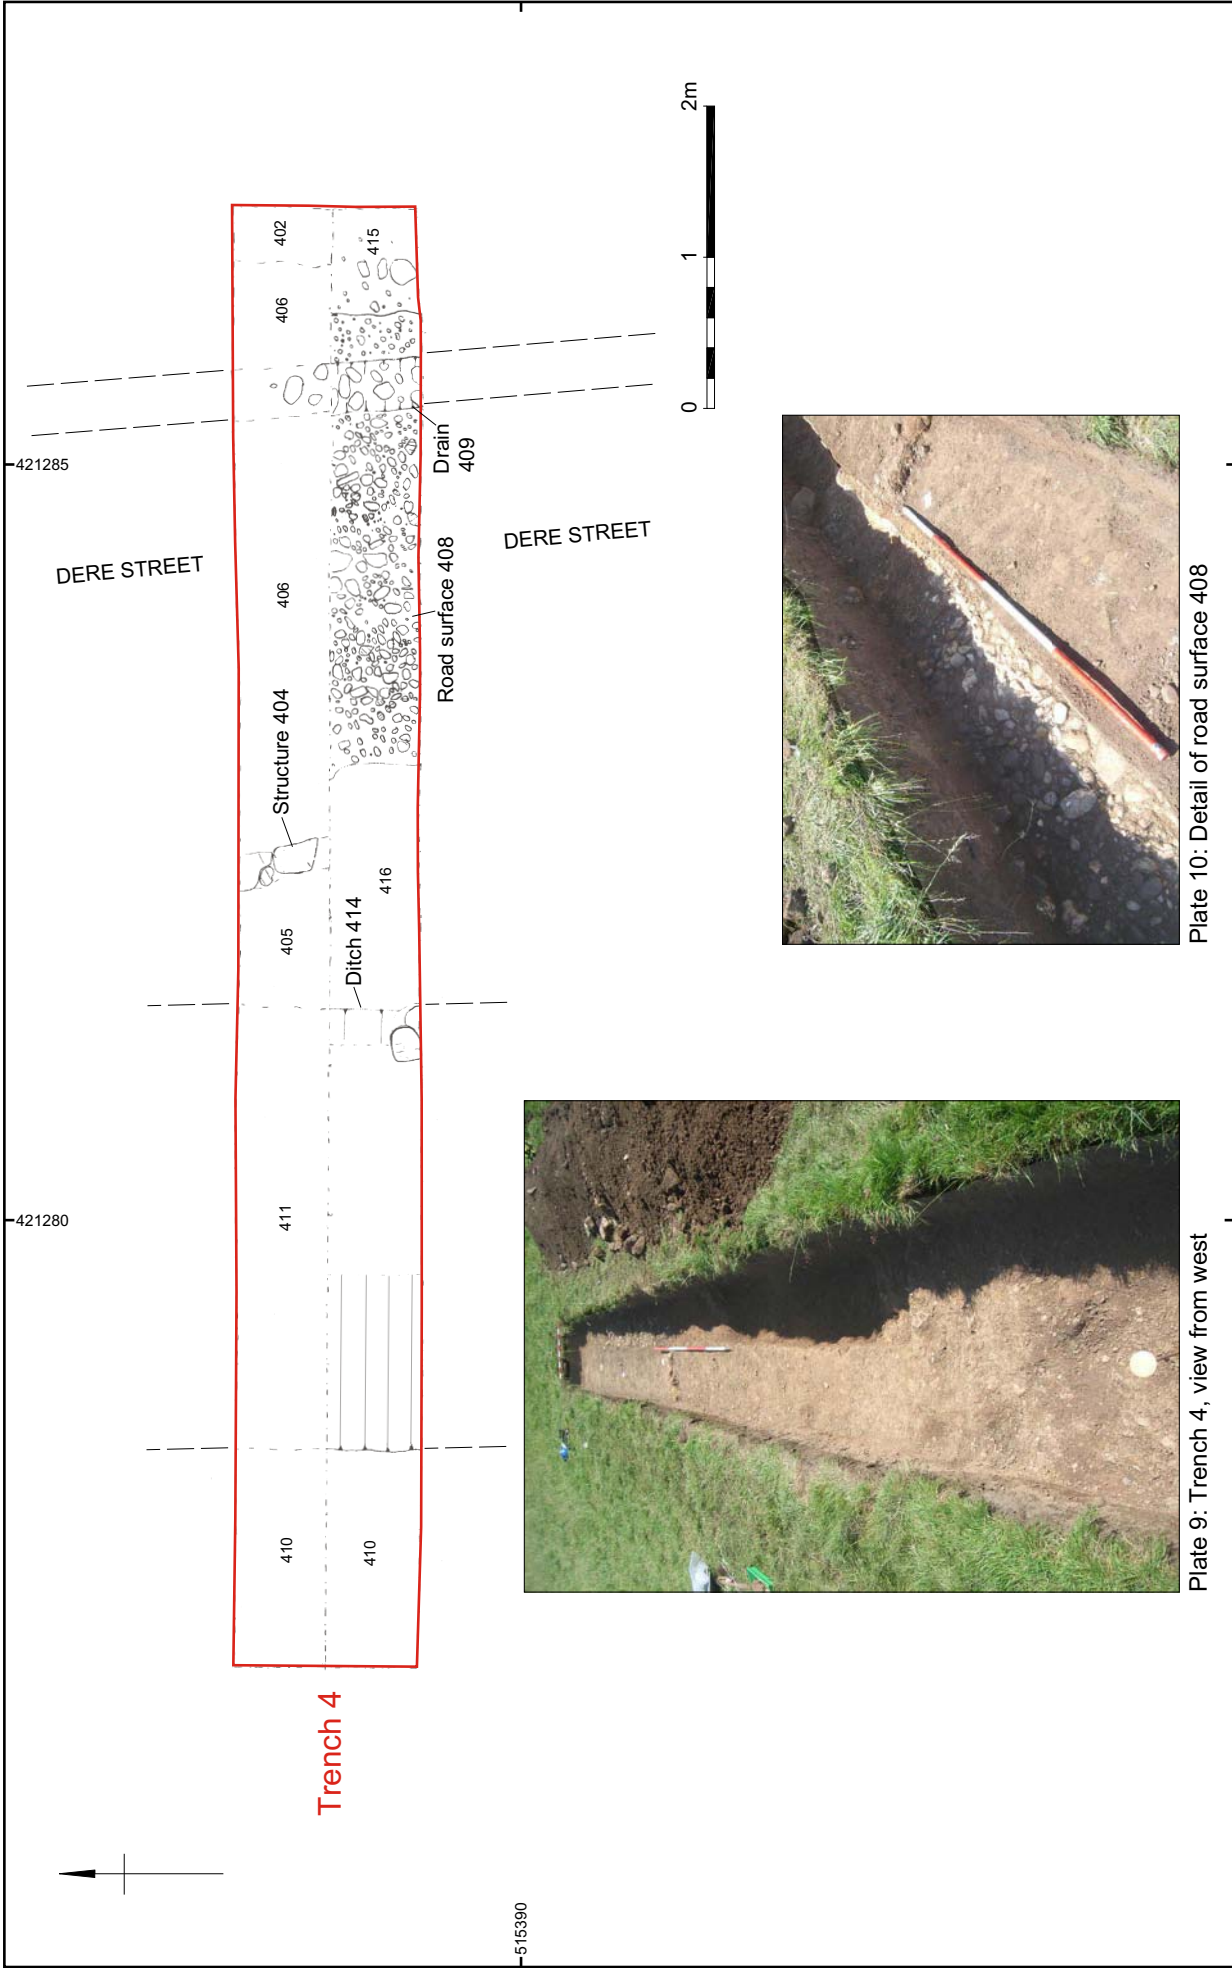 421285
421280
515390
Trench 4
DERE STREET
DERE STREET
402
406
415
406
Structure 404
405
416
Ditch 414
411
410
410
Drain
409
Road surface 408
0
1
2m
Plate 9: Trench 4, view from west
Plate 10: Detail of road surface 408